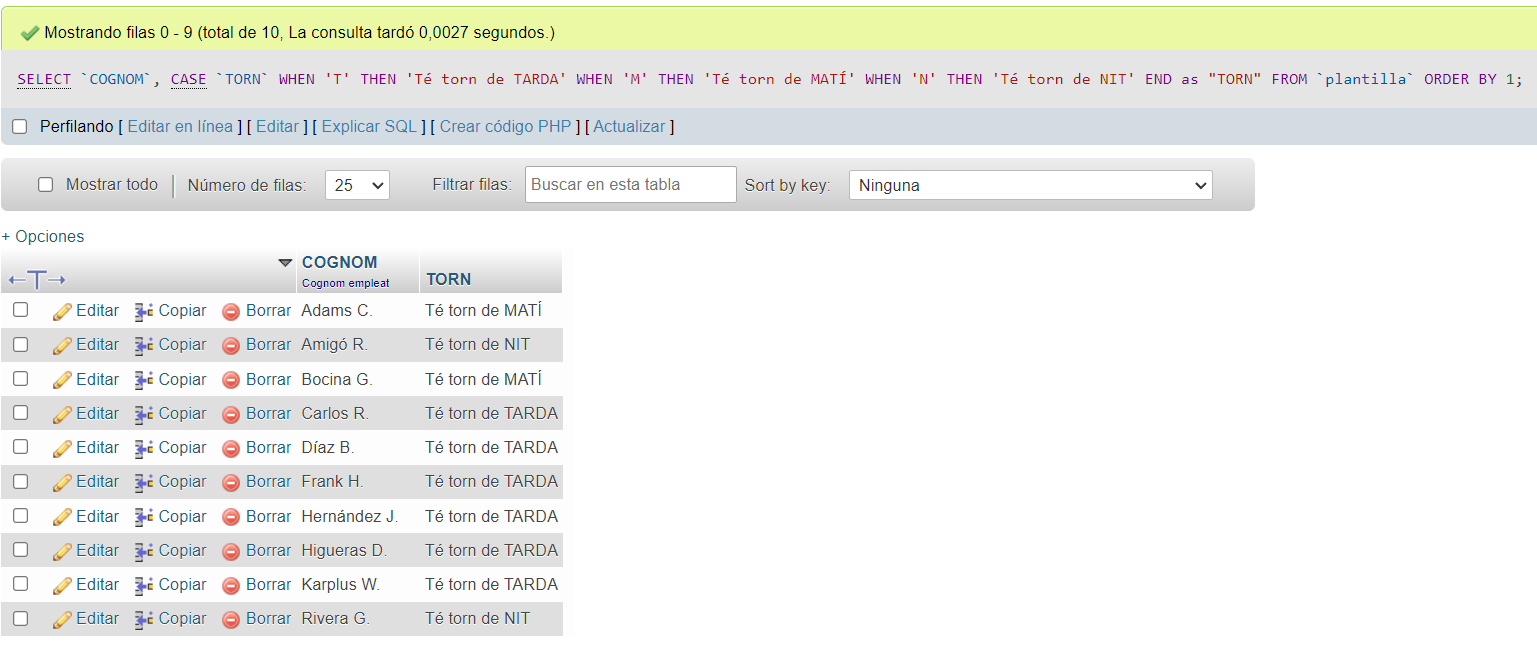 Mostrando filas 0 - 9 (total de 10, La consulta tardó 0,0027 segundos.)
SELECT `COGNOM`, CASE `TORN` WHEN 'T' THEN 'Té torn de TARDA' WHEN 'M' THEN 'Té torn de MATÍ' WHEN 'N' THEN 'Té torn de NIT' END as "TORN" FROM `plantilla` ORDER BY 1;
Perfilando [ Editar en línea ] [ Editar ] [ Explicar SQL ] [ Crear código PHP ] [ Actualizar ]
Mostrar todo Número de filas: 25 Filtrar filas: Buscar en esta tabla Sort by key: Ninguna
+ Opciones
COGNOM
Cognom empleat
TORN
Editar Copiar Borrar Adams C. Té torn de MATÍ
Editar Copiar Borrar Amigó R. Té torn de NIT
Editar Copiar Borrar Bocina G. Té torn de MATÍ
Editar Copiar Borrar Carlos R. Té torn de TARDA
Editar Copiar Borrar Díaz B. Té torn de TARDA
Editar Copiar Borrar Frank H. Té torn de TARDA
Editar Copiar Borrar Hernández J. Té torn de TARDA
Editar Copiar Borrar Higueras D. Té torn de TARDA
Editar Copiar Borrar Karplus W. Té torn de TARDA
Editar Copiar Borrar Rivera G. Té torn de NIT